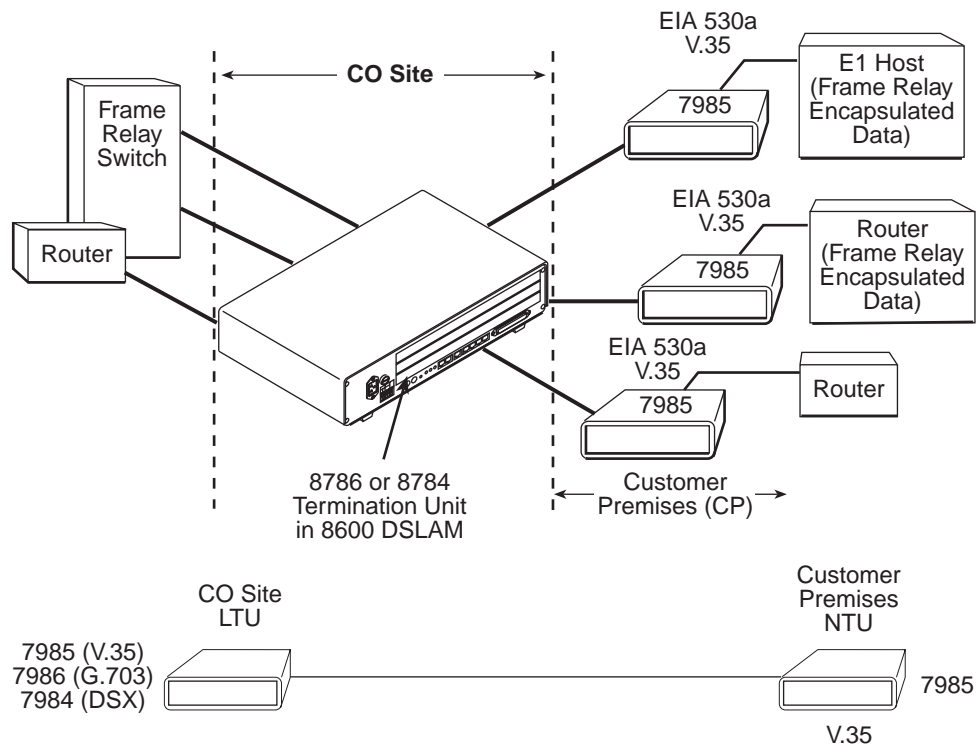 CO Site
Frame
Relay
Switch
Router
EIA 530a
V.35
7985
E1 Host
(Frame Relay
Encapsulated
Data)
EIA 530a
V.35
7985
Router
(Frame Relay
Encapsulated
Data)
EIA 530a
V.35
7985
Router
8786 or 8784
Termination Unit
in 8600 DSLAM
Customer
Premises (CP)
CO Site
LTU
7985 (V.35)
7986 (G.703)
7984 (DSX)
Customer
Premises
NTU
7985
V.35